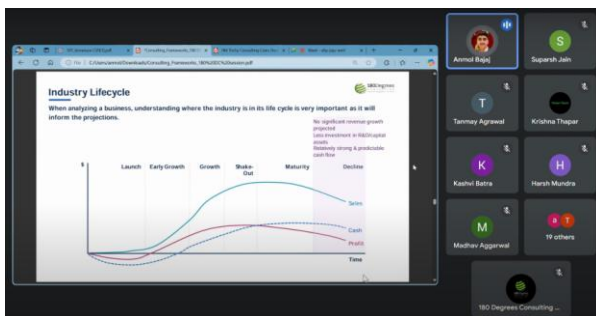 Industry Lifecycle
180 Degrees
When analyzing a business, understanding where the industry is in its life cycle is very important as it will
inform the projections.
No significant revenue growth
projected
Less investment in R&D/capital
assets
Relatively strong & predictable
cash flow
$
Launch
Early Growth
Growth
Shake-
Out
Maturity
Decline
Sales
Cash
Profit
Time
Anmol Bajaj
S
Suparsh Jain
T
Tanmay Agrawal
Krishna Thapar
K
Kashvi Batra
H
Harsh Mundra
M
Madhav Aggarwal
a T
19 others
180 Degrees Consulting ...